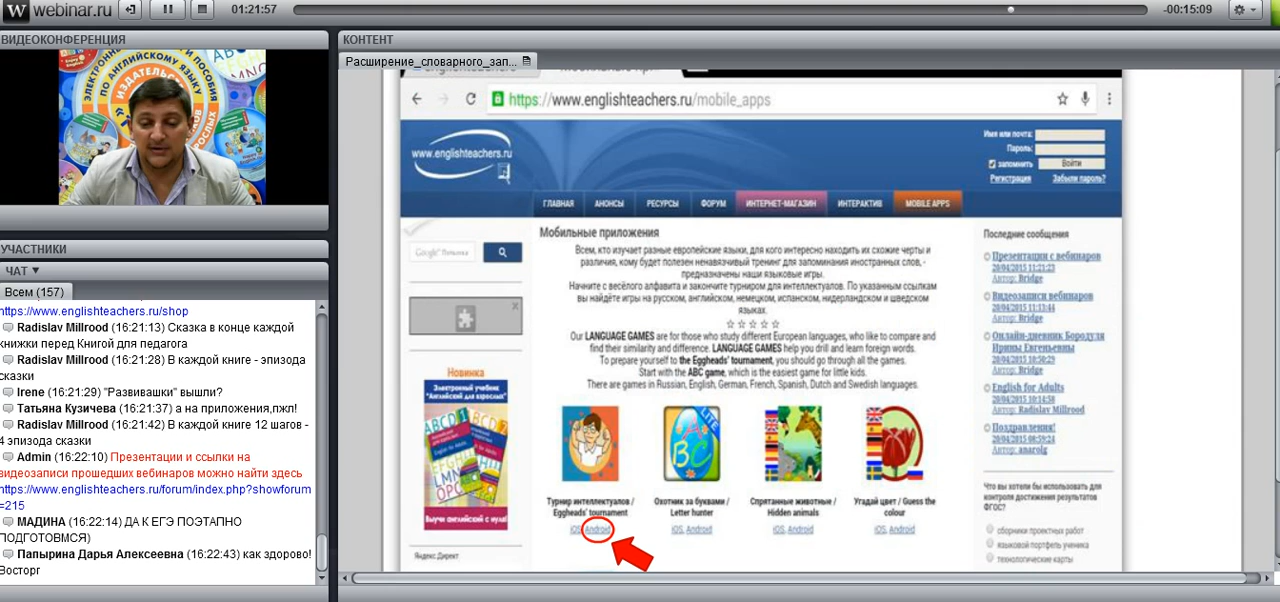 webinar.ru
01:21:57
-00:15:09
ВИДЕОКОНФЕРЕНЦИЯ
КОНТЕНТ
Расширение_словарного_зап...
УЧАСТНИКИ
ЧАТ
Всем (157)
https://www.englishteachers.ru/shop
Radislav Millrood (16:21:13) Сказка в конце каждой
книги перед Книгой для педагога
Radislav Millrood (16:21:28) В каждой книге - эпизод
сказки
Irene (16:21:29) "Развивашки" вышли?
Татьяна Кузичева (16:21:37) а на приложения,пжл!
Radislav Millrood (16:21:42) В каждой книге 12 шагов -
4 эпизода сказки
Admin (16:22:10) Презентации и ссылки на
видеозаписи прошедших вебинаров можно найти здесь
https://www.englishteachers.ru/forum/index.php?showforum
=215
МАДИНА (16:22:14) ДА К ЕГЭ ПОЭТАПНО
ПОДГОТОВМСЯ)
Папырина Дарья Алексеевна (16:22:43) как здорово!
Восторг
https://www.englishteachers.ru/mobile_apps
www.englishteachers.ru
Имя или почта:
Пароль:
запомнить Войти
Регистрация Забыли пароль?
ГЛАВНАЯ АНОНСЫ РЕСУРСЫ ФОРУМ ИНТЕРНЕТ-МАГАЗИН ИНТЕРАКТИВ MOBILE APPS
Новинка
Электронный учебник
"Английский для взрослых"
Выучи английский с нуля!
Яндекс.Директ
Мобильные приложения
Всем, кто изучает разные европейские языки, для кого интересно находить их схожие черты и
различия, кому будет полезен ненавязчивый тренинг для запоминания иностранных слов, -
предназначены наши языковые игры.
Начните с весёлого алфавита и закончите турниром для интеллектуалов. По указанным ссылкам
вы найдёте игры на русском, английском, немецком, испанском, нидерландском и шведском
языках.
Our LANGUAGE GAMES are for those who study different European languages, who like to compare and
find their similarity and difference. LANGUAGE GAMES help you drill and learn foreign words.
To prepare yourself to the Eggheads' tournament, you should go through all the games.
Start with the ABC game, which is the easiest game for little kids.
There are games in Russian, English, German, French, Spanish, Dutch and Swedish languages.
LITE
Турнир интеллектуалов /
Eggheads' tournament
iOS, Android
Охотник за буквами /
Letter hunter
iOS, Android
Спрятанные животные /
Hidden animals
iOS, Android
Угадай цвет / Guess the
colour
iOS, Android
Последние сообщения
Презентации с вебинаров
20/04/2015 11:21:23
Автор: Bridge
Видеозаписи вебинаров
20/04/2015 11:13:44
Автор: Bridge
Онлайн-дневник Бородуля
Ирины Евгеньевны
20/04/2015 10:50:29
Автор: Bridge
English for Adults
20/04/2015 10:14:58
Автор: Radislav Millrood
Поздравления!
20/04/2015 08:59:24
Автор: anarolg
Что вы хотели бы использовать для
контроля достижения результатов
ФГОС?
сборники проектных работ
языковой портфель ученика
технологические карты